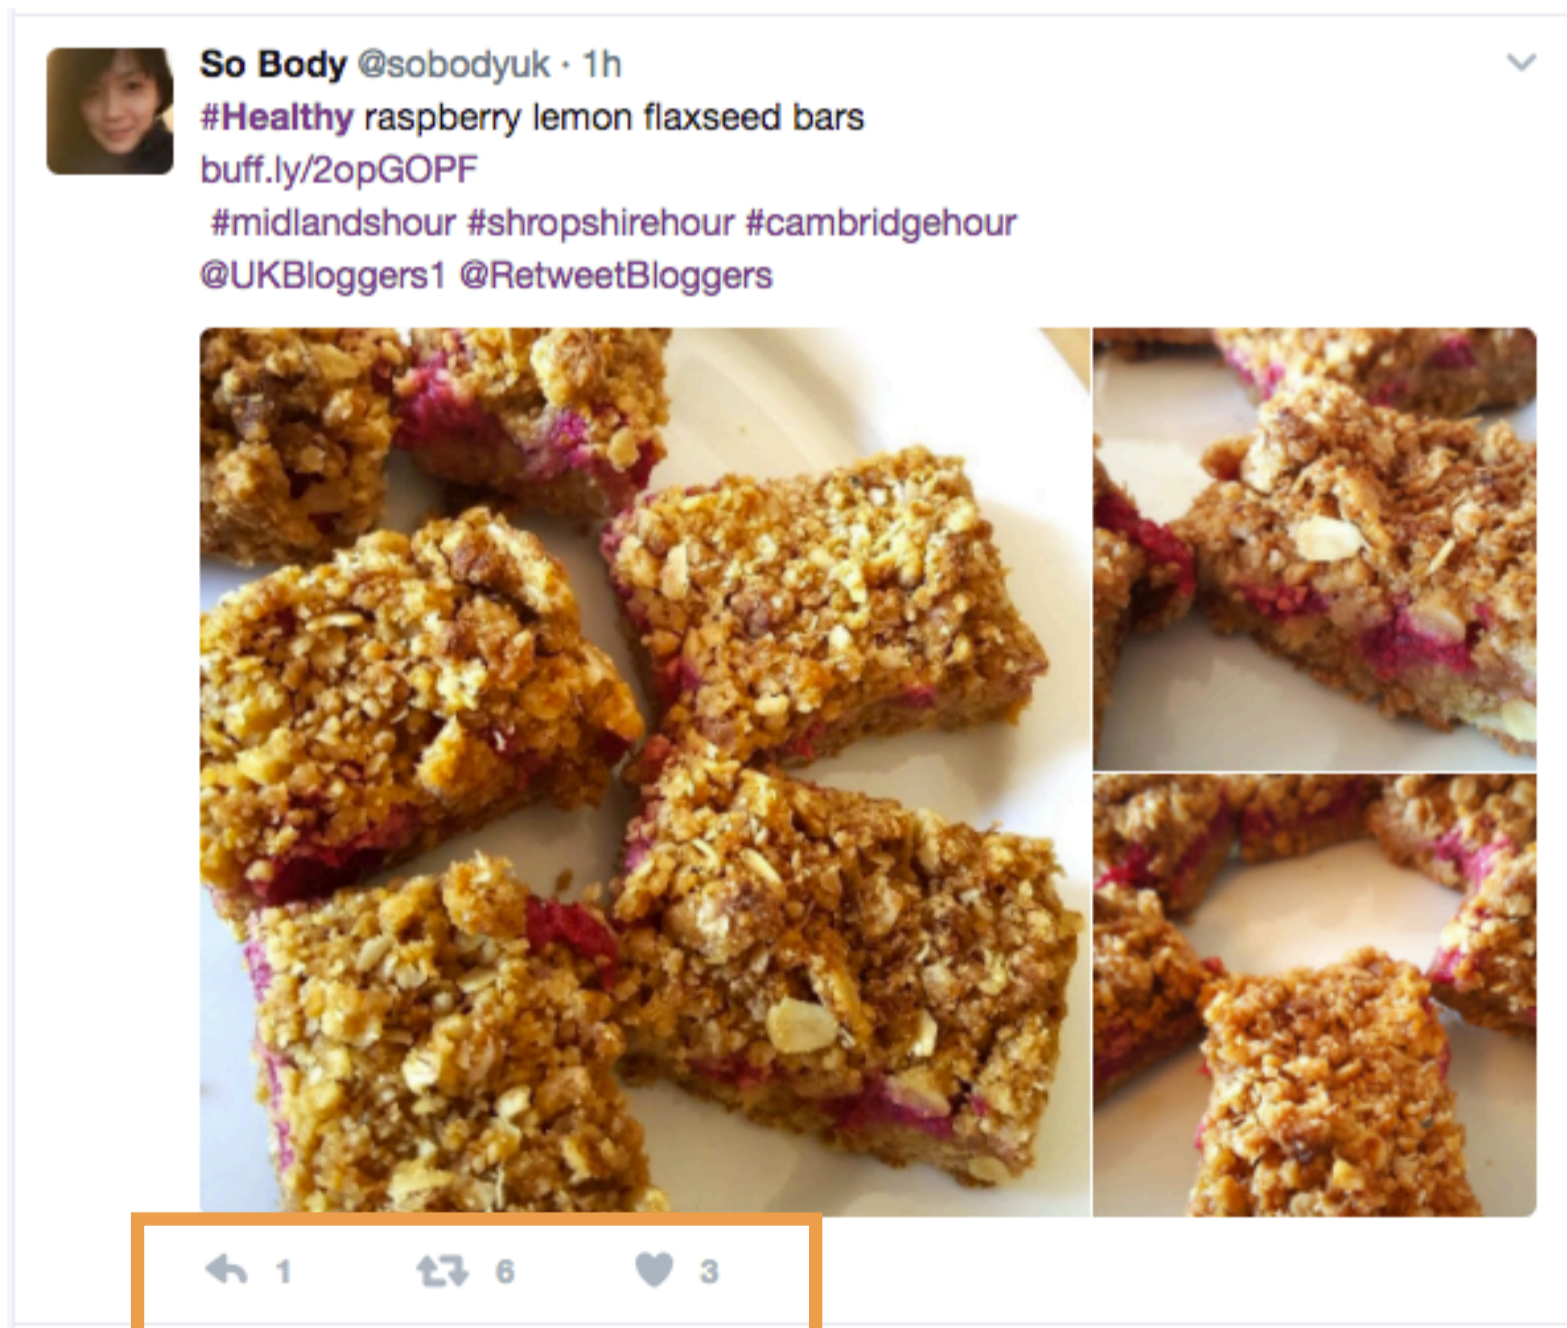 So Body @sobodyuk · 1h
#Healthy raspberry lemon flaxseed bars
buff.ly/2opGOPF
#midlandshour #shropshirehour #cambridgehour
@UKBloggers1 @RetweetBloggers
1 6 3